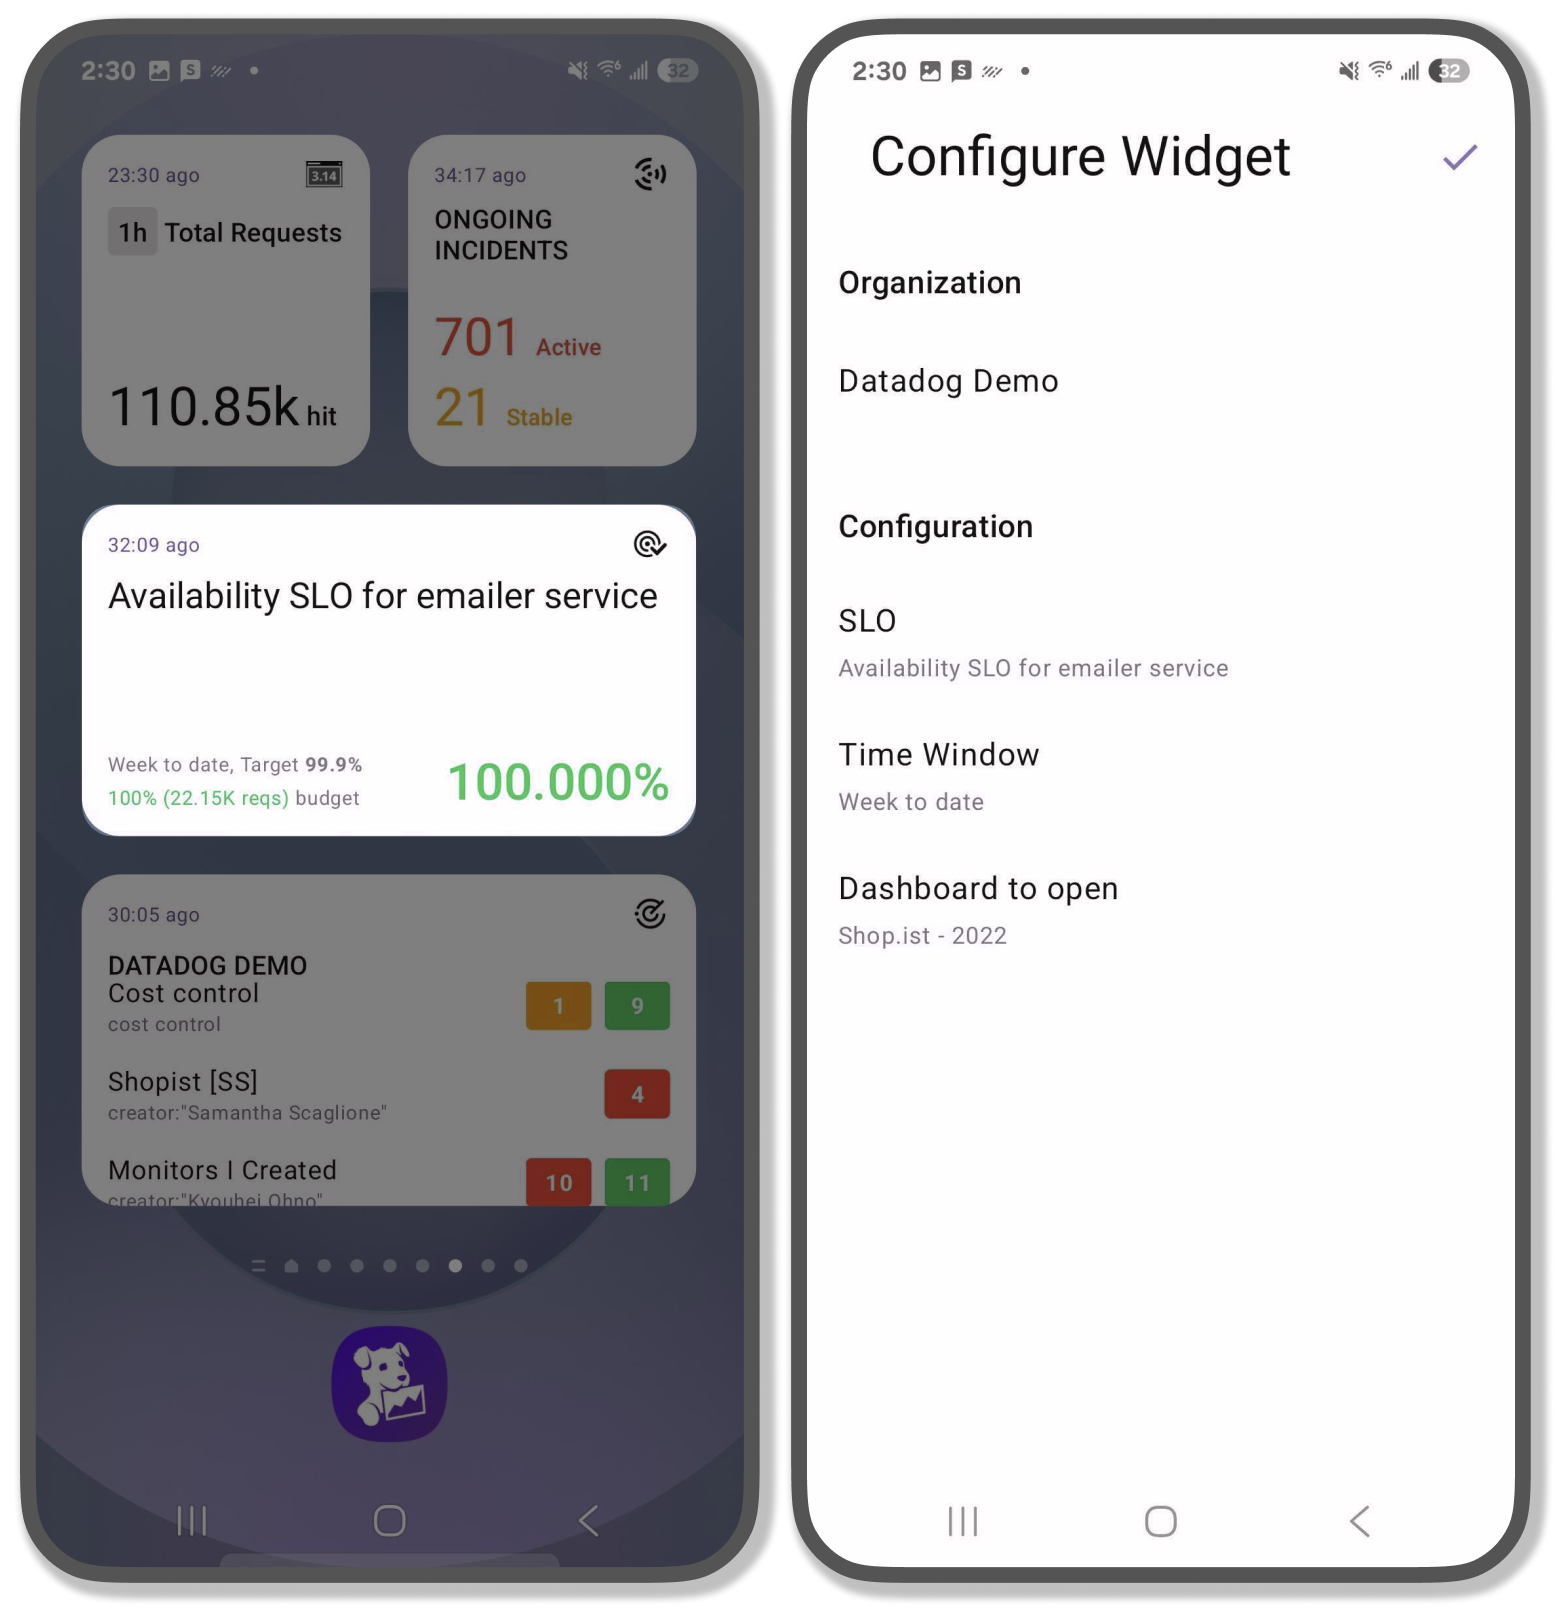 2:30
32
23:30 ago
3.14
1h Total Requests
110.85k hit
34:17 ago
ONGOING
INCIDENTS
701 Active
21 Stable
32:09 ago
Availability SLO for emailer service
Week to date, Target 99.9%
100% (22.15K reqs) budget
100.000%
30:05 ago
DATADOG DEMO
Cost control
cost control
1 9
Shopist [SS]
creator:"Samantha Scaglione"
4
Monitors I Created
creator:"Kyouhei Ohno"
10 11
2:30
32
Configure Widget
Organization
Datadog Demo
Configuration
SLO
Availability SLO for emailer service
Time Window
Week to date
Dashboard to open
Shop.ist - 2022